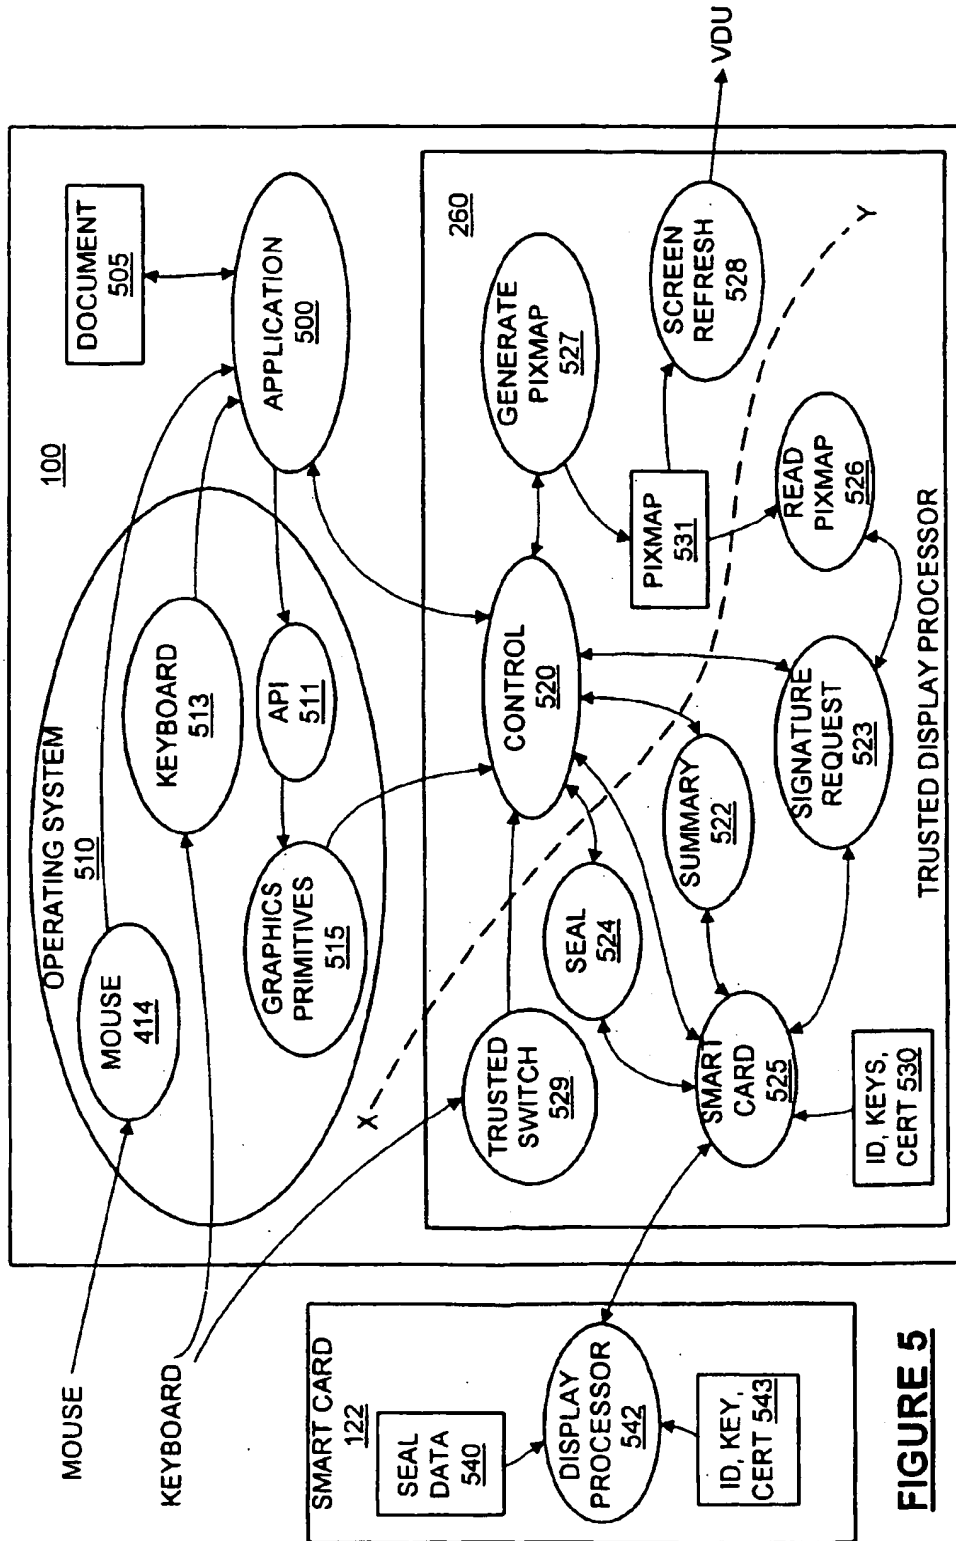 MOUSE
KEYBOARD
SMART CARD
122
SEAL
DATA
540
DISPLAY
PROCESSOR
542
ID, KEY,
CERT 543
100
OPERATING SYSTEM
510
MOUSE
414
KEYBOARD
513
API
511
GRAPHICS
PRIMITIVES
515
DOCUMENT
505
APPLICATION
500
X
260
TRUSTED
SWITCH
529
SEAL
524
CONTROL
520
GENERATE
PIXMAP
527
PIXMAP
531
SCREEN
REFRESH
528
VDU
Y
SMART
CARD
525
SUMMARY
522
SIGNATURE
REQUEST
523
READ
PIXMAP
526
ID, KEYS,
CERT 530
TRUSTED DISPLAY PROCESSOR
FIGURE 5